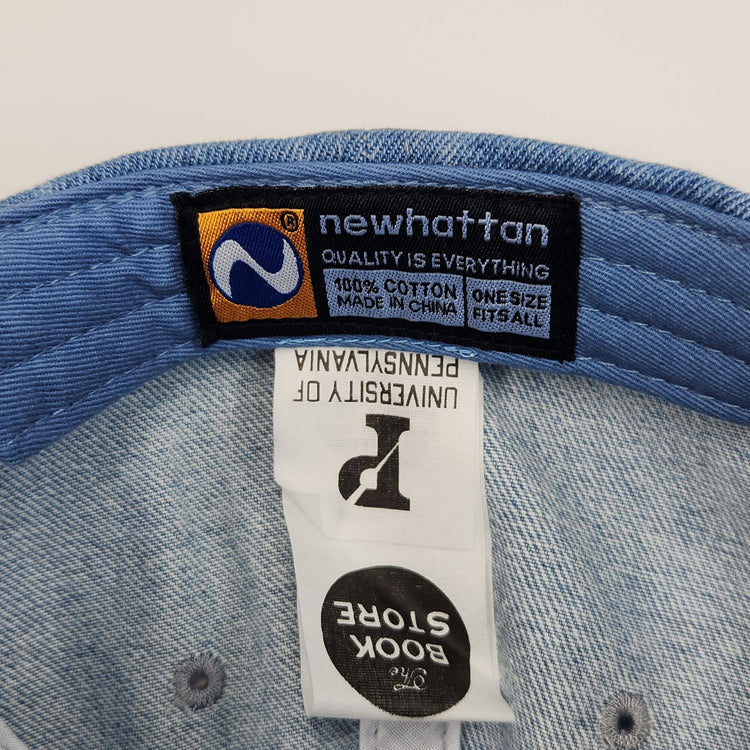 N®
newhattan
QUALITY IS EVERYTHING
100% COTTON
MADE IN CHINA
ONE SIZE
FITS ALL
UNIVERSITY OF
PENNSYLVANIA
P
The
BOOK
STORE